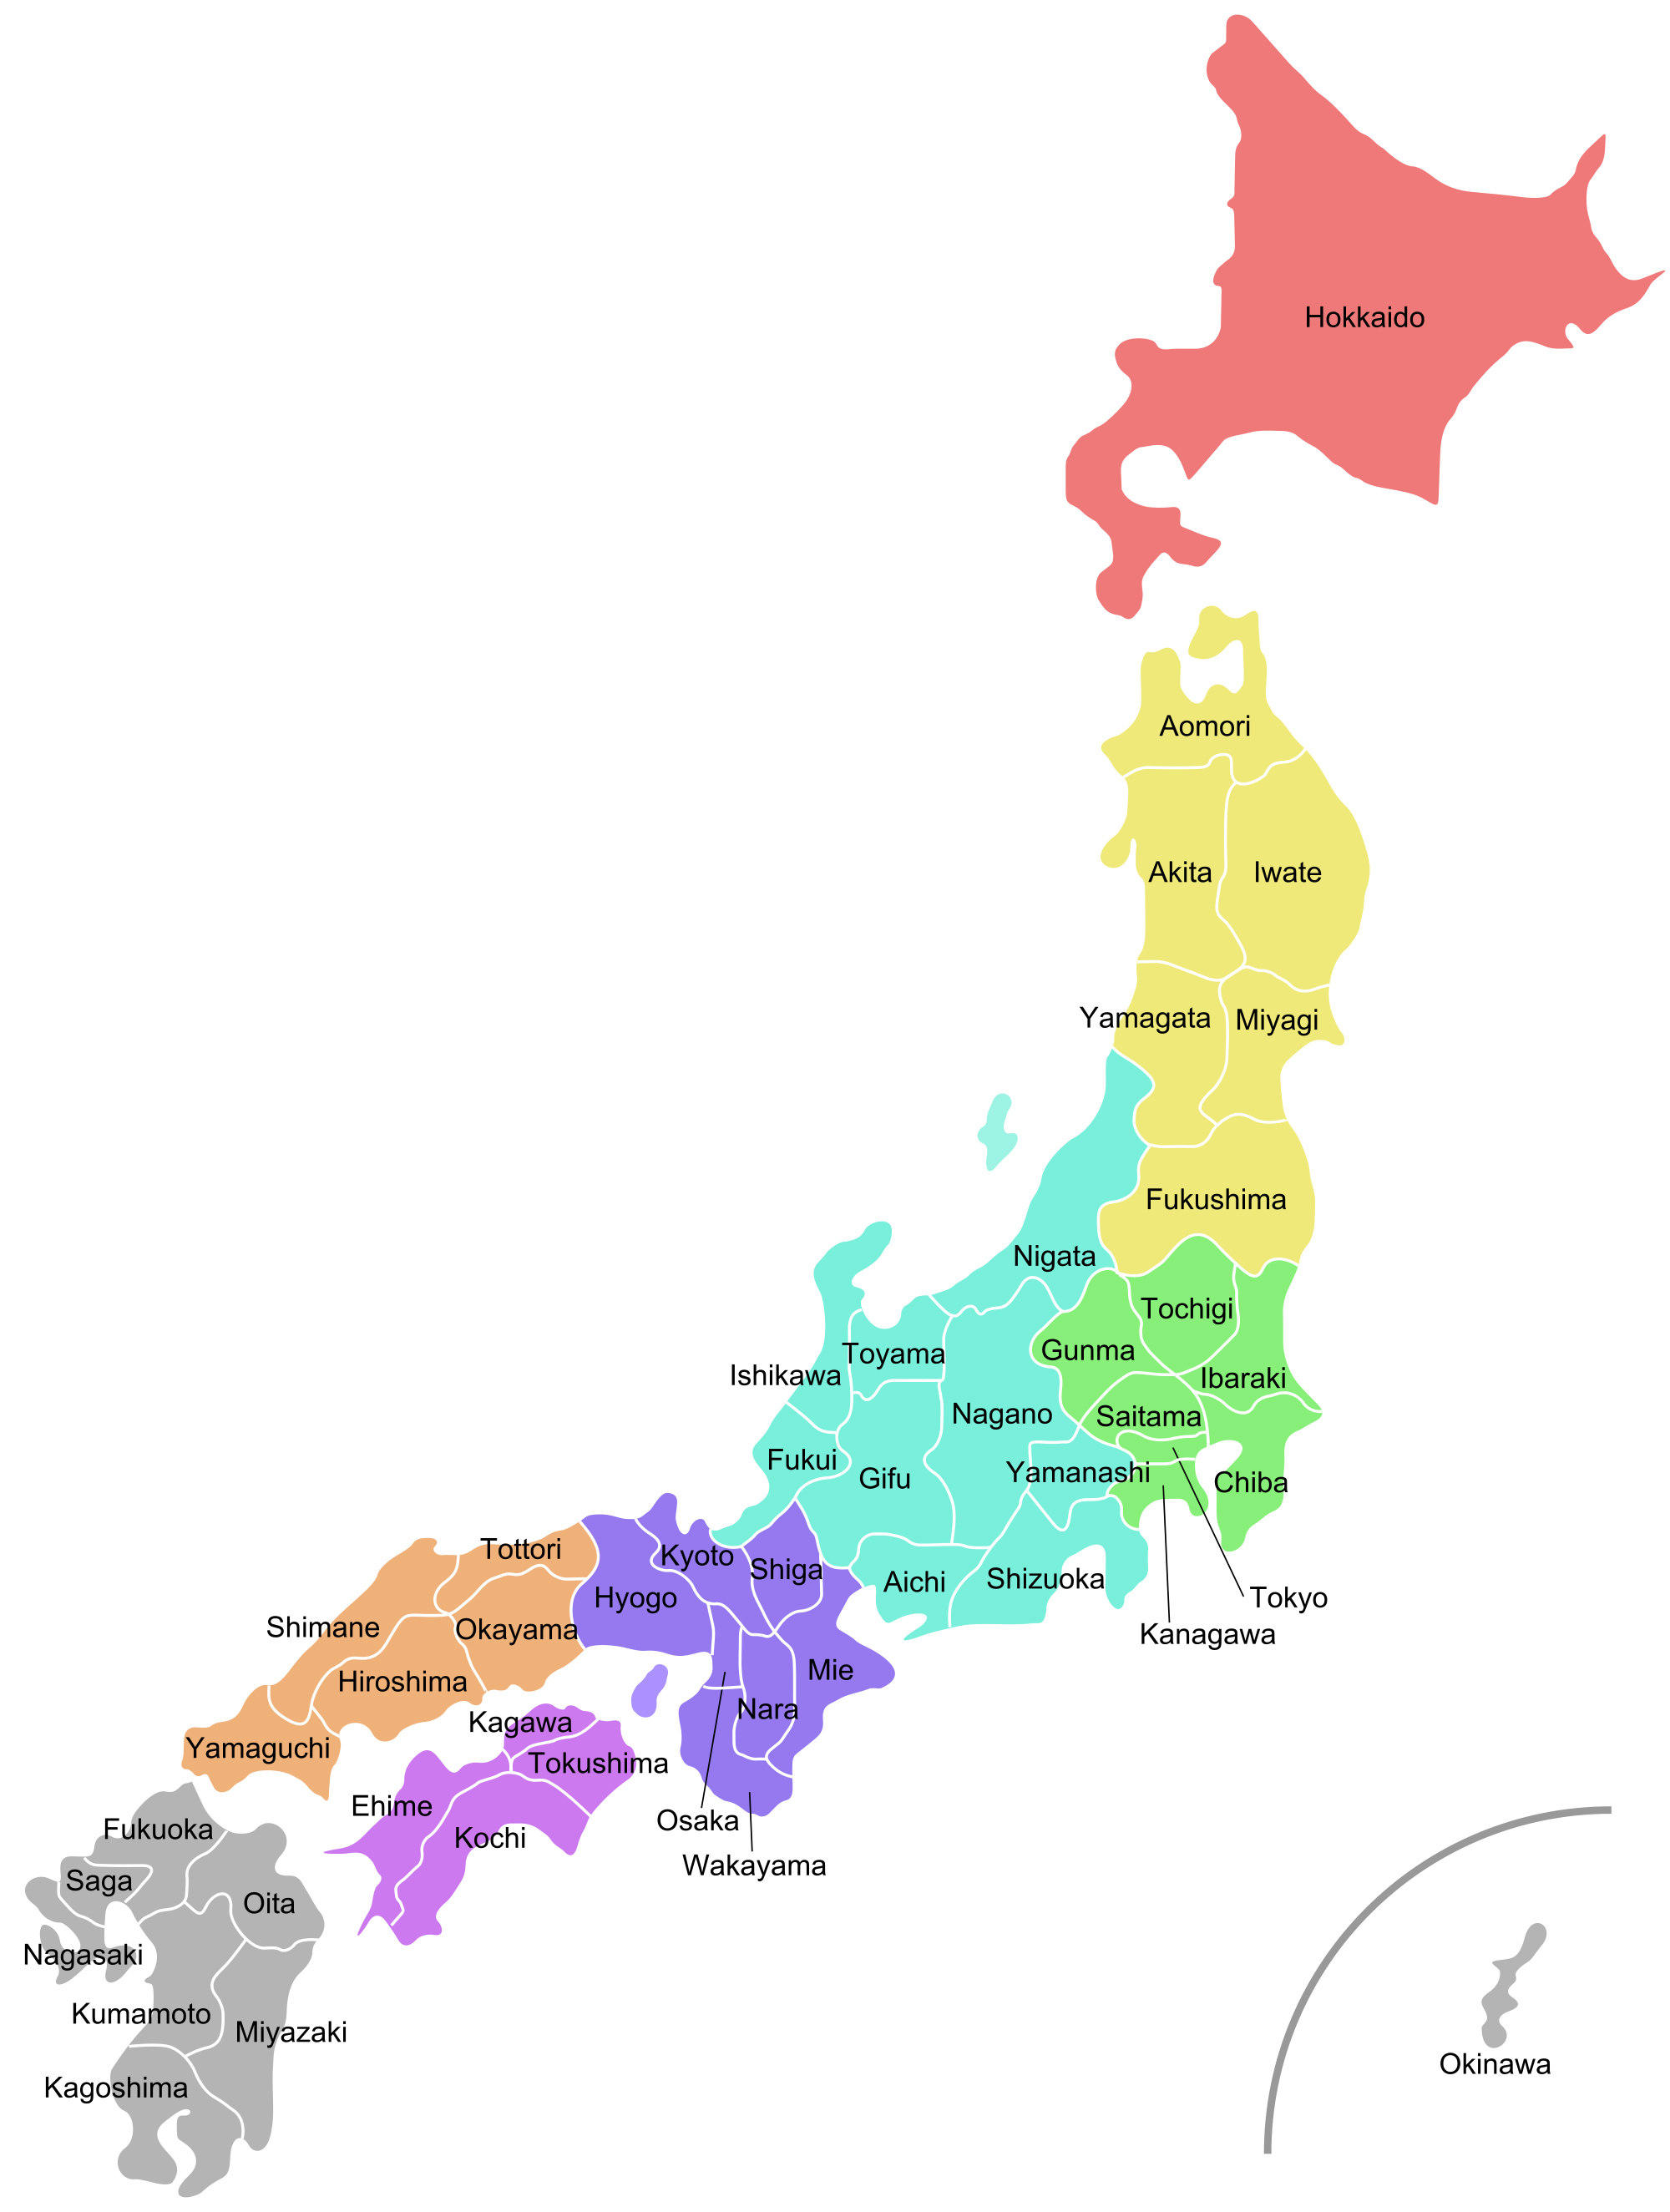 Hokkaido
Aomori
Akita
Iwate
Yamagata
Miyagi
Fukushima
Nigata
Tochigi
Gunma
Toyama
Ishikawa
Ibaraki
Nagano
Saitama
Fukui
Gifu
Yamanashi
Chiba
Tottori
Kyoto
Shiga
Aichi
Shizuoka
Hyogo
Tokyo
Shimane
Okayama
Kanagawa
Mie
Hiroshima
Nara
Kagawa
Yamaguchi
Tokushima
Ehime
Osaka
Fukuoka
Kochi
Wakayama
Saga
Oita
Nagasaki
Kumamoto
Miyazaki
Okinawa
Kagoshima